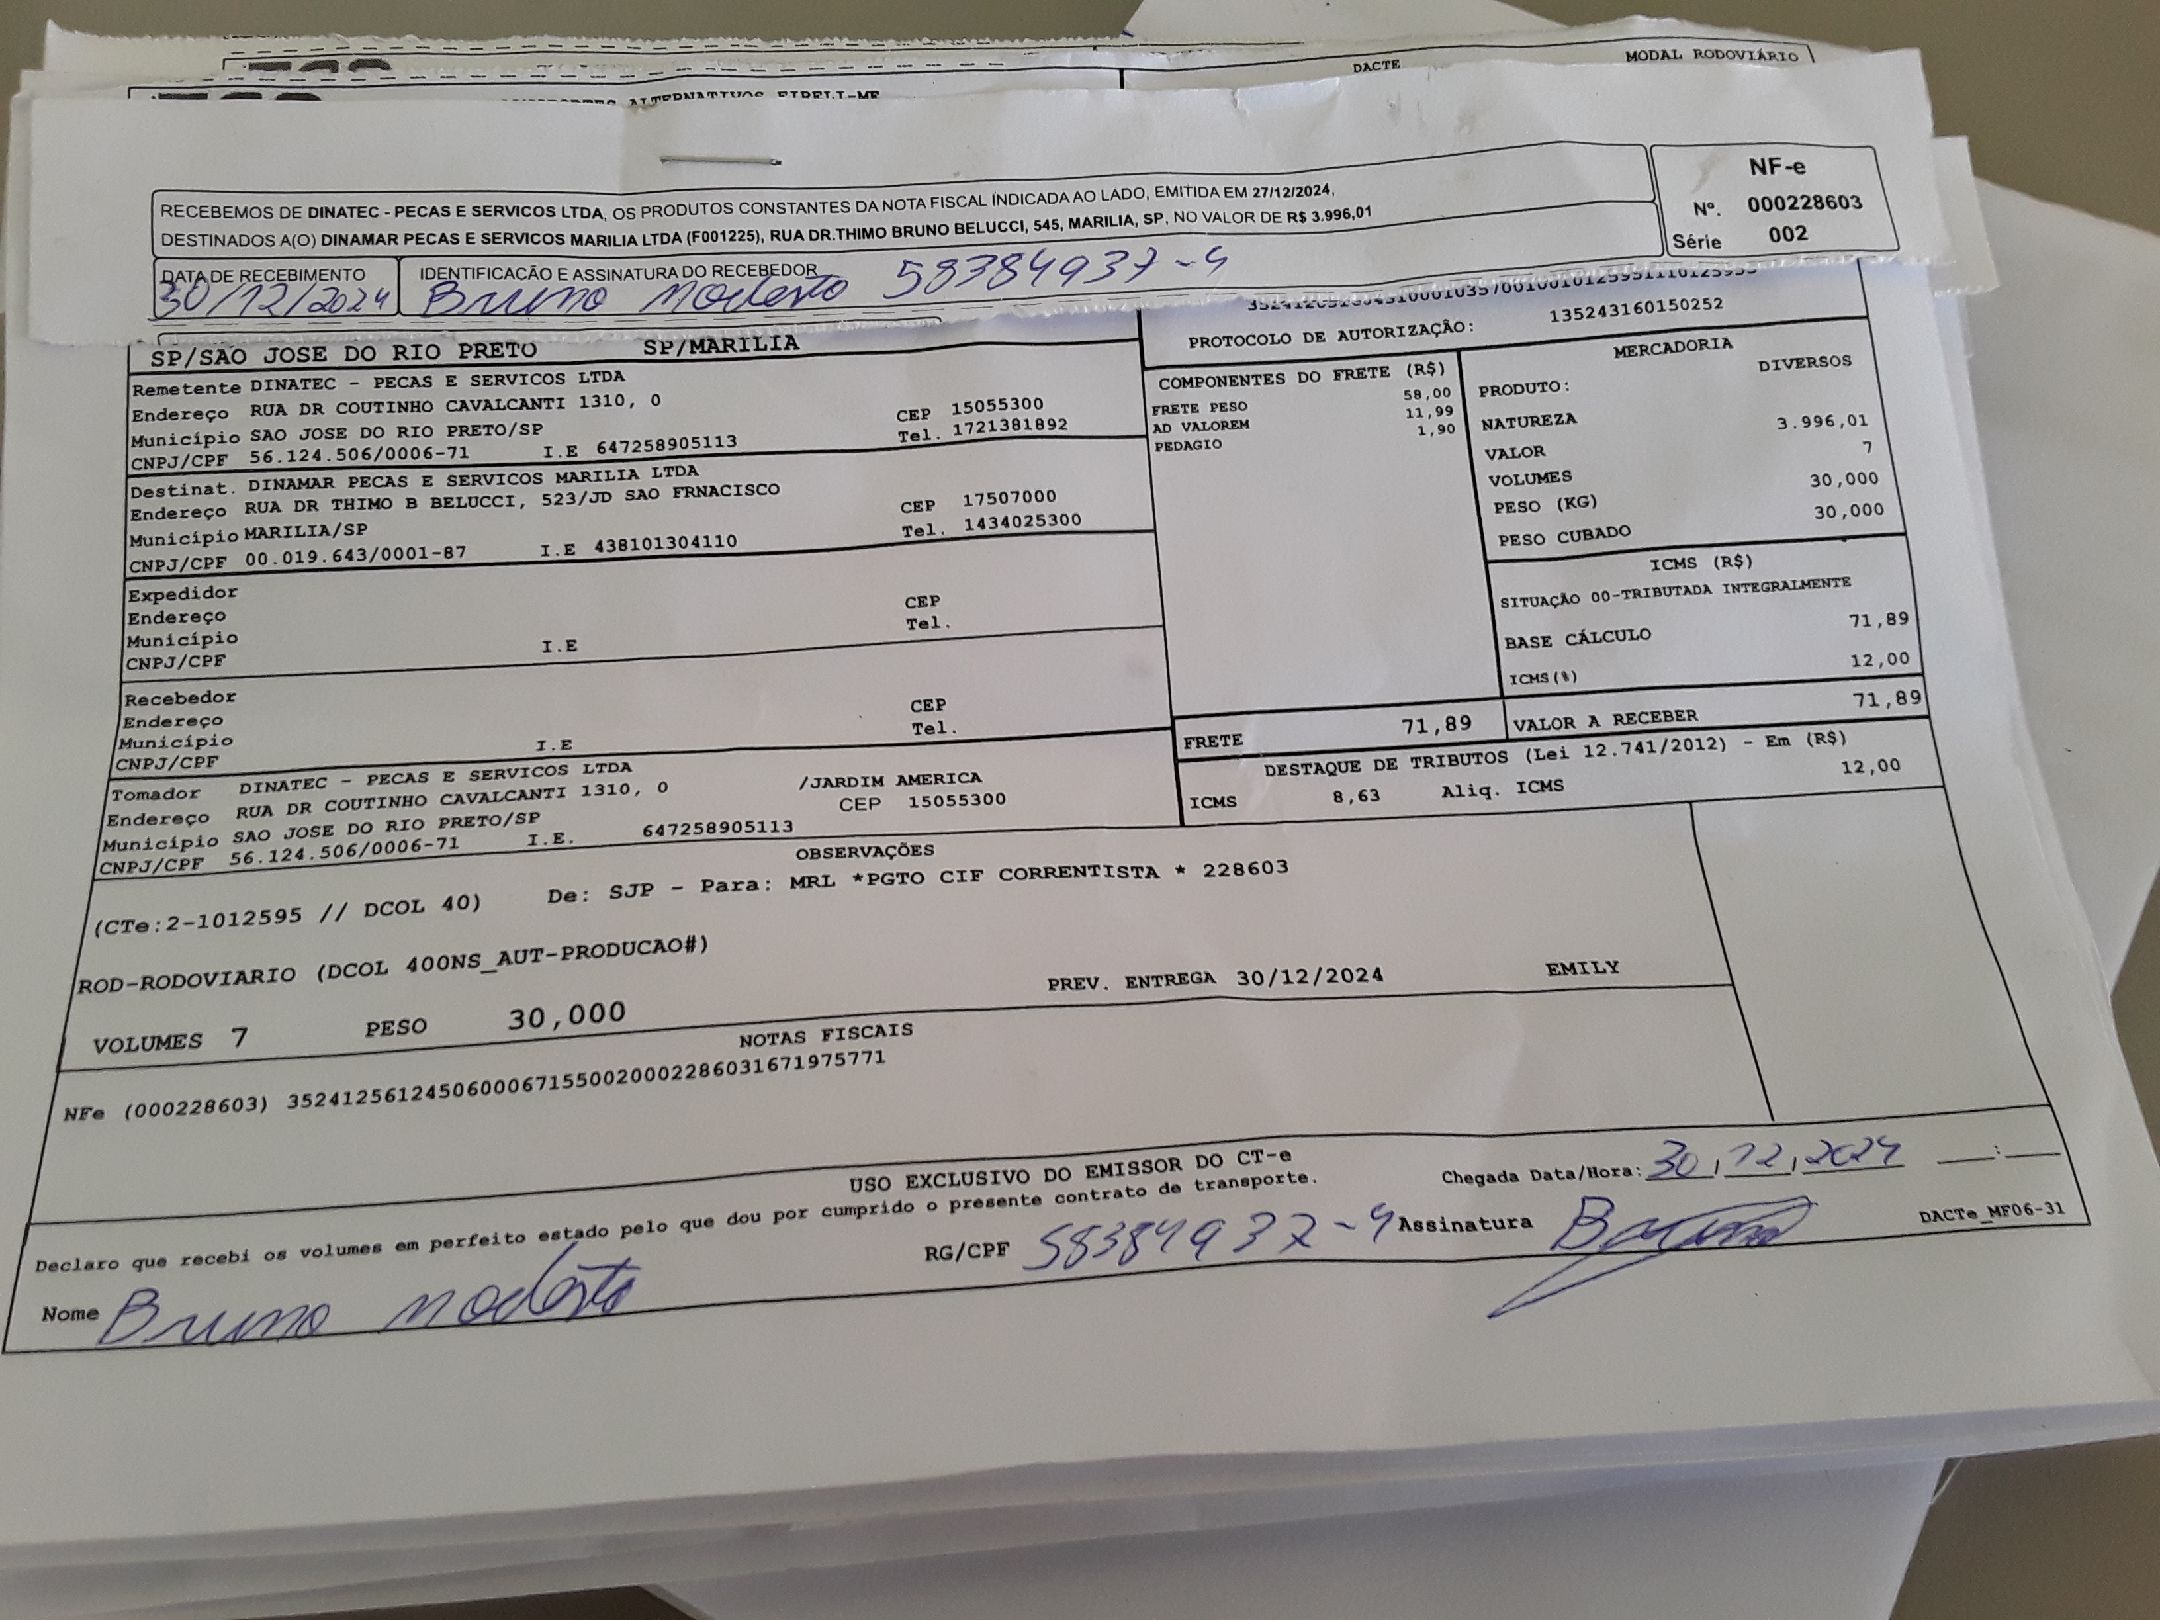 DACTE MODAL RODOVIÁRIO
ALTERNATIVOS EIRELI-ME
RECEBEMOS DE DINATEC - PECAS E SERVICOS LTDA, OS PRODUTOS CONSTANTES DA NOTA FISCAL INDICADA AO LADO, EMITIDA EM 27/12/2024,
DESTINADOS A(O) DINAMAR PECAS E SERVICOS MARILIA LTDA (F001225), RUA DR.THIMO BRUNO BELUCCI, 545, MARILIA, SP, NO VALOR DE R$ 3.996,01
NF-e
Nº. 000228603
Série 002
DATA DE RECEBIMENTO
30/12/2024
IDENTIFICACÃO E ASSINATURA DO RECEBEDOR
Bruno Modesto 58384937-4
PROTOCOLO DE AUTORIZAÇÃO: 135243160150252
SP/SAO JOSE DO RIO PRETO SP/MARILIA
Remetente DINATEC - PECAS E SERVICOS LTDA
Endereço RUA DR COUTINHO CAVALCANTI 1310, 0 CEP 15055300
Município SAO JOSE DO RIO PRETO/SP Tel. 1721381892
CNPJ/CPF 56.124.506/0006-71 I.E 647258905113
Destinat. DINAMAR PECAS E SERVICOS MARILIA LTDA
Endereço RUA DR THIMO B BELUCCI, 523/JD SAO FRNACISCO CEP 17507000
Município MARILIA/SP Tel. 1434025300
CNPJ/CPF 00.019.643/0001-87 I.E 438101304110
Expedidor
Endereço CEP
Município Tel.
CNPJ/CPF I.E
Recebedor
Endereço CEP
Município Tel.
CNPJ/CPF I.E
Tomador DINATEC - PECAS E SERVICOS LTDA
Endereço RUA DR COUTINHO CAVALCANTI 1310, 0 /JARDIM AMERICA
Município SAO JOSE DO RIO PRETO/SP CEP 15055300
CNPJ/CPF 56.124.506/0006-71 I.E. 647258905113
COMPONENTES DO FRETE (R$)
FRETE PESO 58,00
AD VALOREM 11,99
PEDAGIO 1,90
MERCADORIA
PRODUTO: DIVERSOS
NATUREZA
VALOR 3.996,01
VOLUMES 7
PESO (KG) 30,000
PESO CUBADO 30,000
ICMS (R$)
SITUAÇÃO 00-TRIBUTADA INTEGRALMENTE
BASE CÁLCULO 71,89
ICMS(%) 12,00
FRETE 71,89 VALOR A RECEBER 71,89
DESTAQUE DE TRIBUTOS (Lei 12.741/2012) - Em (R$)
ICMS 8,63 Aliq. ICMS 12,00
OBSERVAÇÕES
(CTe:2-1012595 // DCOL 40) De: SJP - Para: MRL *PGTO CIF CORRENTISTA * 228603
ROD-RODOVIARIO (DCOL 400NS_AUT-PRODUCAO#)
PREV. ENTREGA 30/12/2024 EMILY
VOLUMES 7 PESO 30,000
NOTAS FISCAIS
NFe (000228603) 35241256124506000671550020002286031671975771
USO EXCLUSIVO DO EMISSOR DO CT-e
Declaro que recebi os volumes em perfeito estado pelo que dou por cumprido o presente contrato de transporte.
Chegada Data/Hora: 30/12/2024 __:__
Nome Bruno Modesto RG/CPF 58384937-4 Assinatura
DACTe_MF06-31